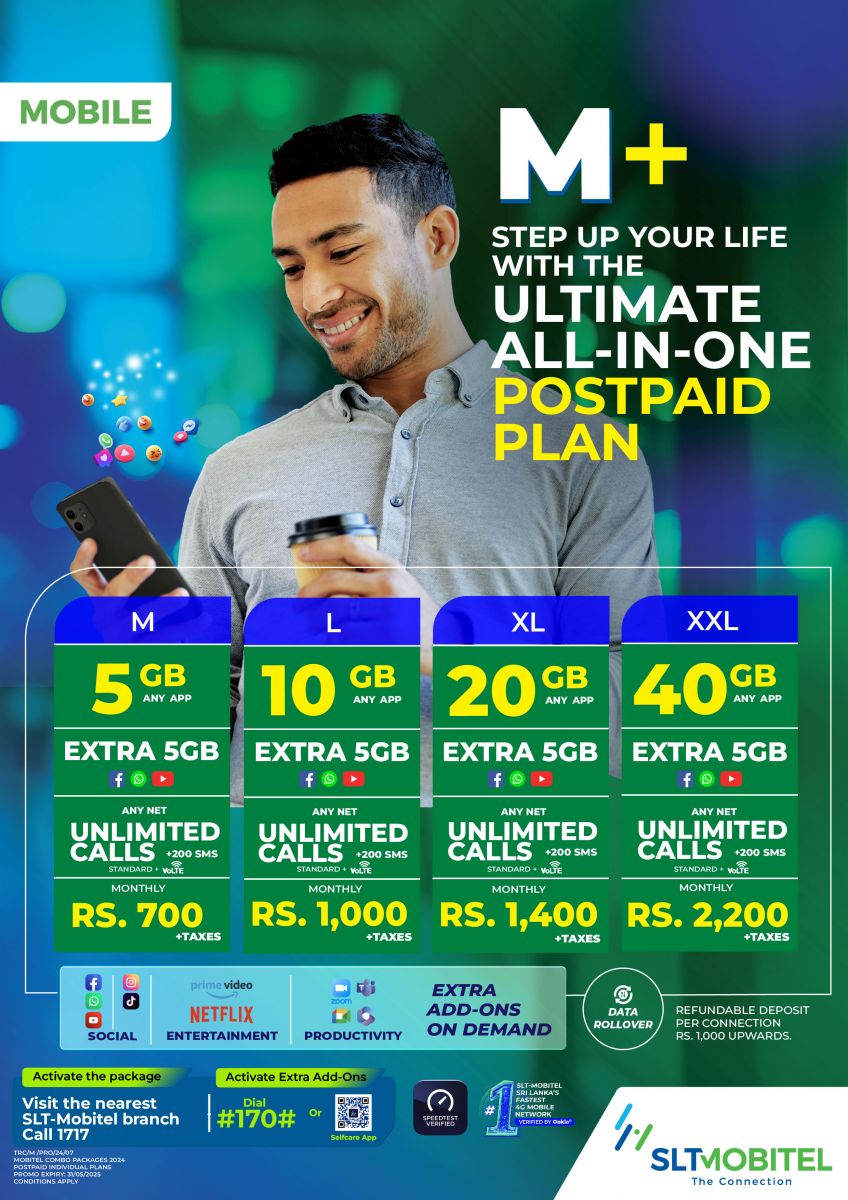 MOBILE
M+
STEP UP YOUR LIFE
WITH THE
ULTIMATE
ALL-IN-ONE
POSTPAID
PLAN
M
5 GB
ANY APP
EXTRA 5GB
ANY NET
UNLIMITED
CALLS +200 SMS
STANDARD + VoLTE
MONTHLY
RS. 700
+TAXES
L
10 GB
ANY APP
EXTRA 5GB
ANY NET
UNLIMITED
CALLS +200 SMS
STANDARD + VoLTE
MONTHLY
RS. 1,000
+TAXES
XL
20 GB
ANY APP
EXTRA 5GB
ANY NET
UNLIMITED
CALLS +200 SMS
STANDARD + VoLTE
MONTHLY
RS. 1,400
+TAXES
XXL
40 GB
ANY APP
EXTRA 5GB
ANY NET
UNLIMITED
CALLS +200 SMS
STANDARD + VoLTE
MONTHLY
RS. 2,200
+TAXES
SOCIAL
prime video
NETFLIX
ENTERTAINMENT
zoom
PRODUCTIVITY
EXTRA
ADD-ONS
ON DEMAND
DATA
ROLLOVER
REFUNDABLE DEPOSIT
PER CONNECTION
RS. 1,000 UPWARDS.
Activate the package
Visit the nearest
SLT-Mobitel branch
Call 1717
Activate Extra Add-Ons
Dial
#170#
Or
Selfcare App
SPEEDTEST
VERIFIED
#1
SLT-MOBITEL
SRI LANKA'S
FASTEST
4G MOBILE
NETWORK
VERIFIED BY Ookla®
SLTMOBITEL
The Connection
TRC/M /PRO/24/07
MOBITEL COMBO PACKAGES 2024
POSTPAID INDIVIDUAL PLANS
PROMO EXPIRY: 31/05/2025
CONDITIONS APPLY